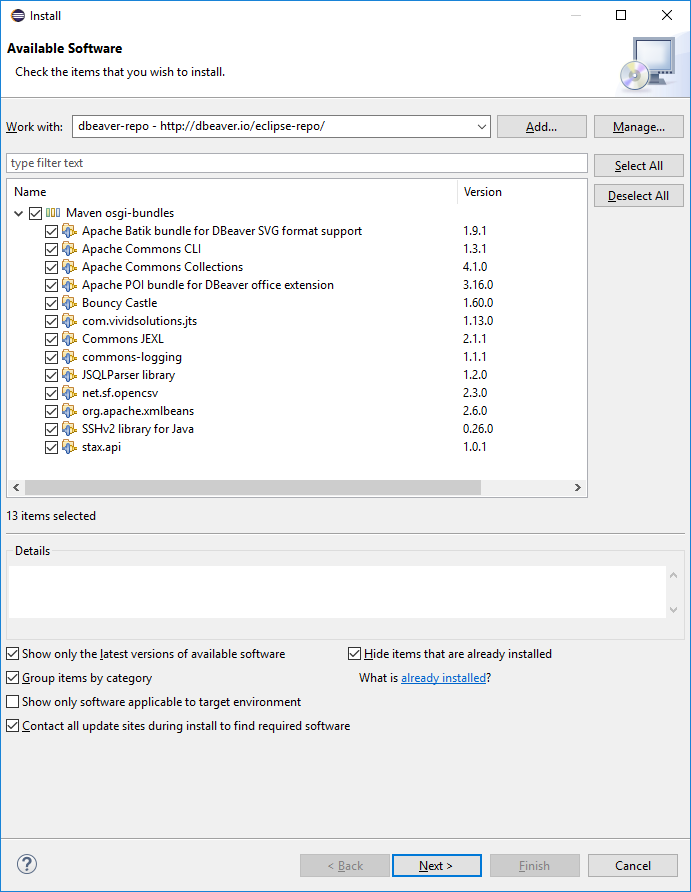 Install
Available Software
Check the items that you wish to install.
Work with: dbeaver-repo - http://dbeaver.io/eclipse-repo/ Add... Manage...
type filter text Select All
Name Version Deselect All
Maven osgi-bundles
Apache Batik bundle for DBeaver SVG format support 1.9.1
Apache Commons CLI 1.3.1
Apache Commons Collections 4.1.0
Apache POI bundle for DBeaver office extension 3.16.0
Bouncy Castle 1.60.0
com.vividsolutions.jts 1.13.0
Commons JEXL 2.1.1
commons-logging 1.1.1
JSQLParser library 1.2.0
net.sf.opencsv 2.3.0
org.apache.xmlbeans 2.6.0
SSHv2 library for Java 0.26.0
stax.api 1.0.1
13 items selected
Details
Show only the latest versions of available software Hide items that are already installed
Group items by category What is already installed?
Show only software applicable to target environment
Contact all update sites during install to find required software
? < Back Next > Finish Cancel